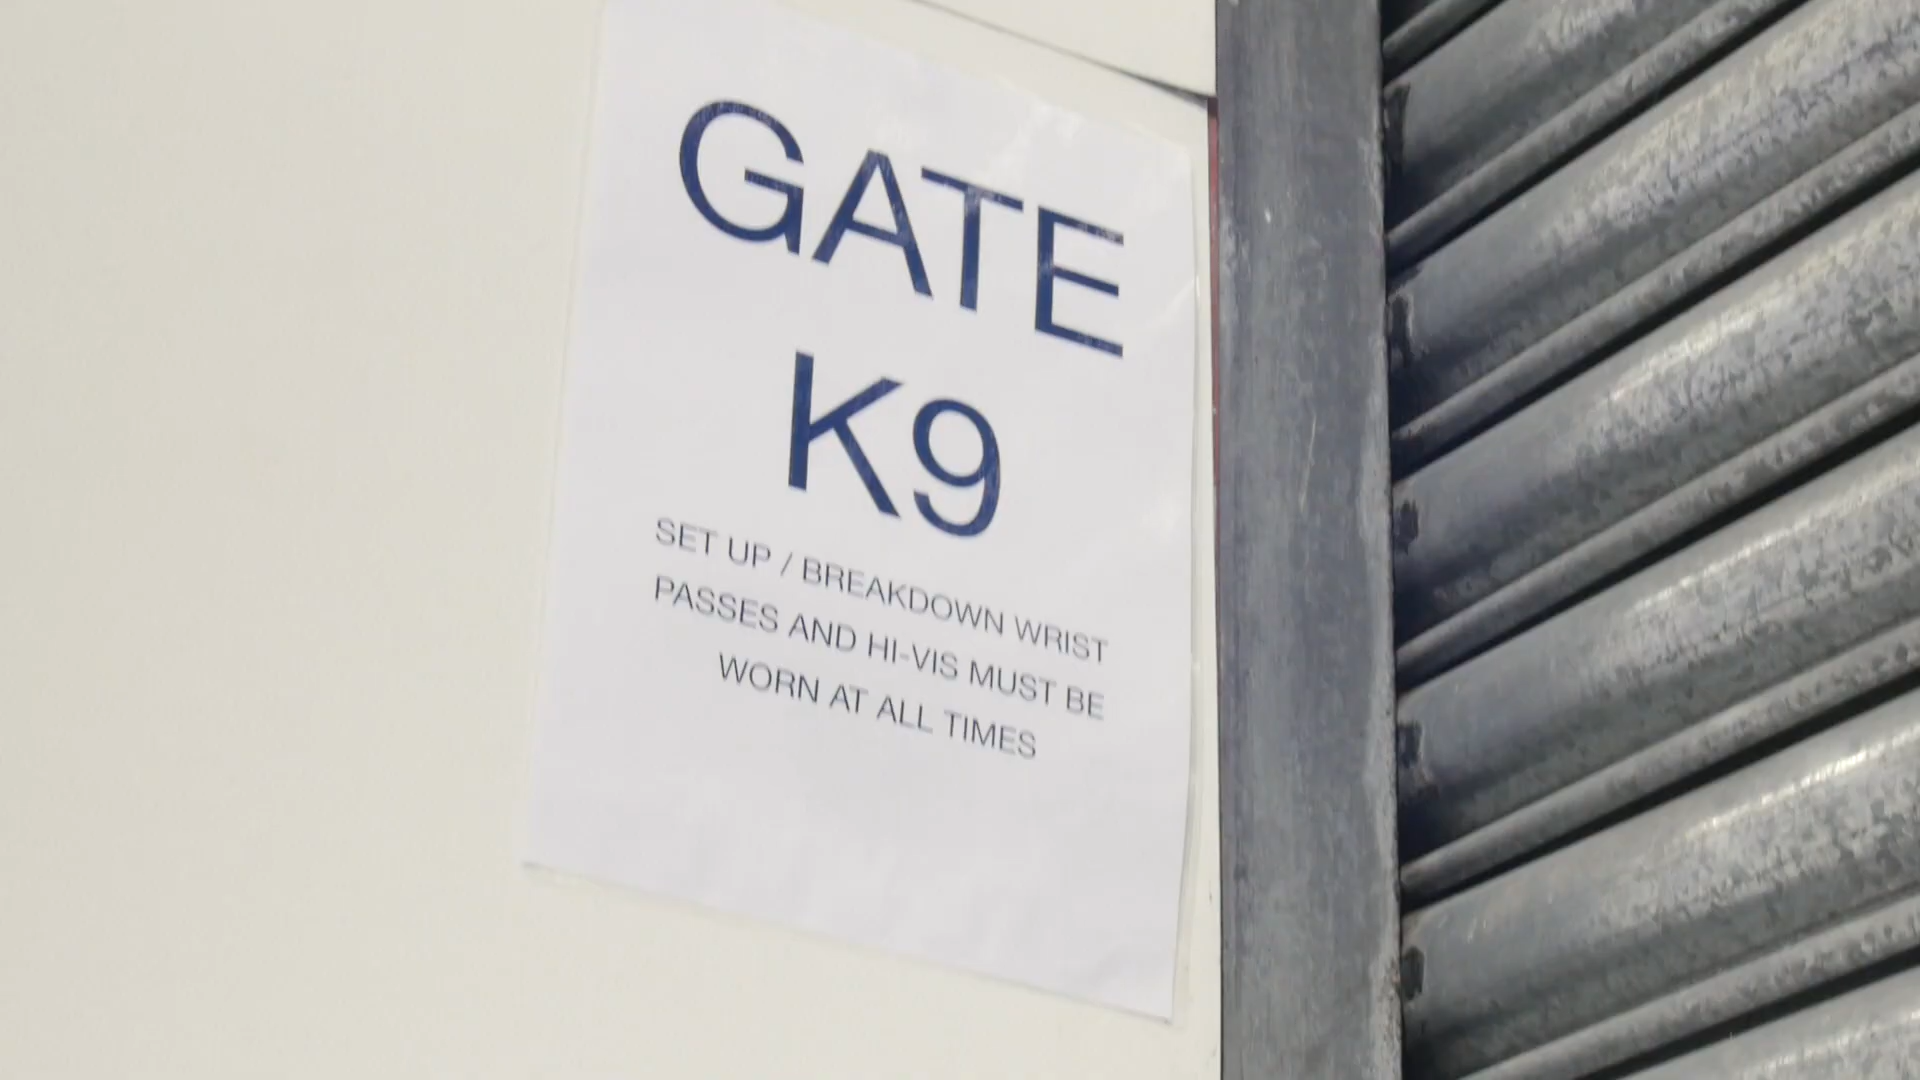 GATE
K9
SET UP / BREAKDOWN WRIST
PASSES AND HI-VIS MUST BE
WORN AT ALL TIMES